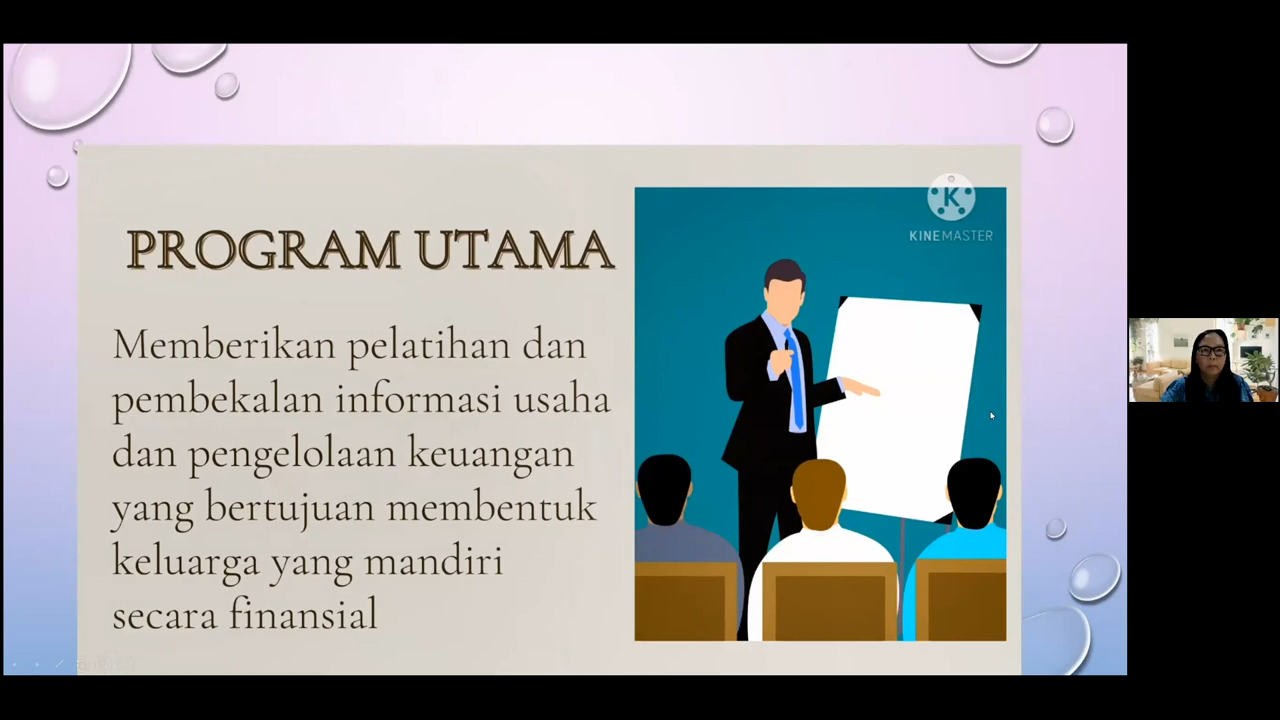 PROGRAM UTAMA
Memberikan pelatihan dan
pembekalan informasi usaha
dan pengelolaan keuangan
yang bertujuan membentuk
keluarga yang mandiri
secara finansial
K
KINEMASTER